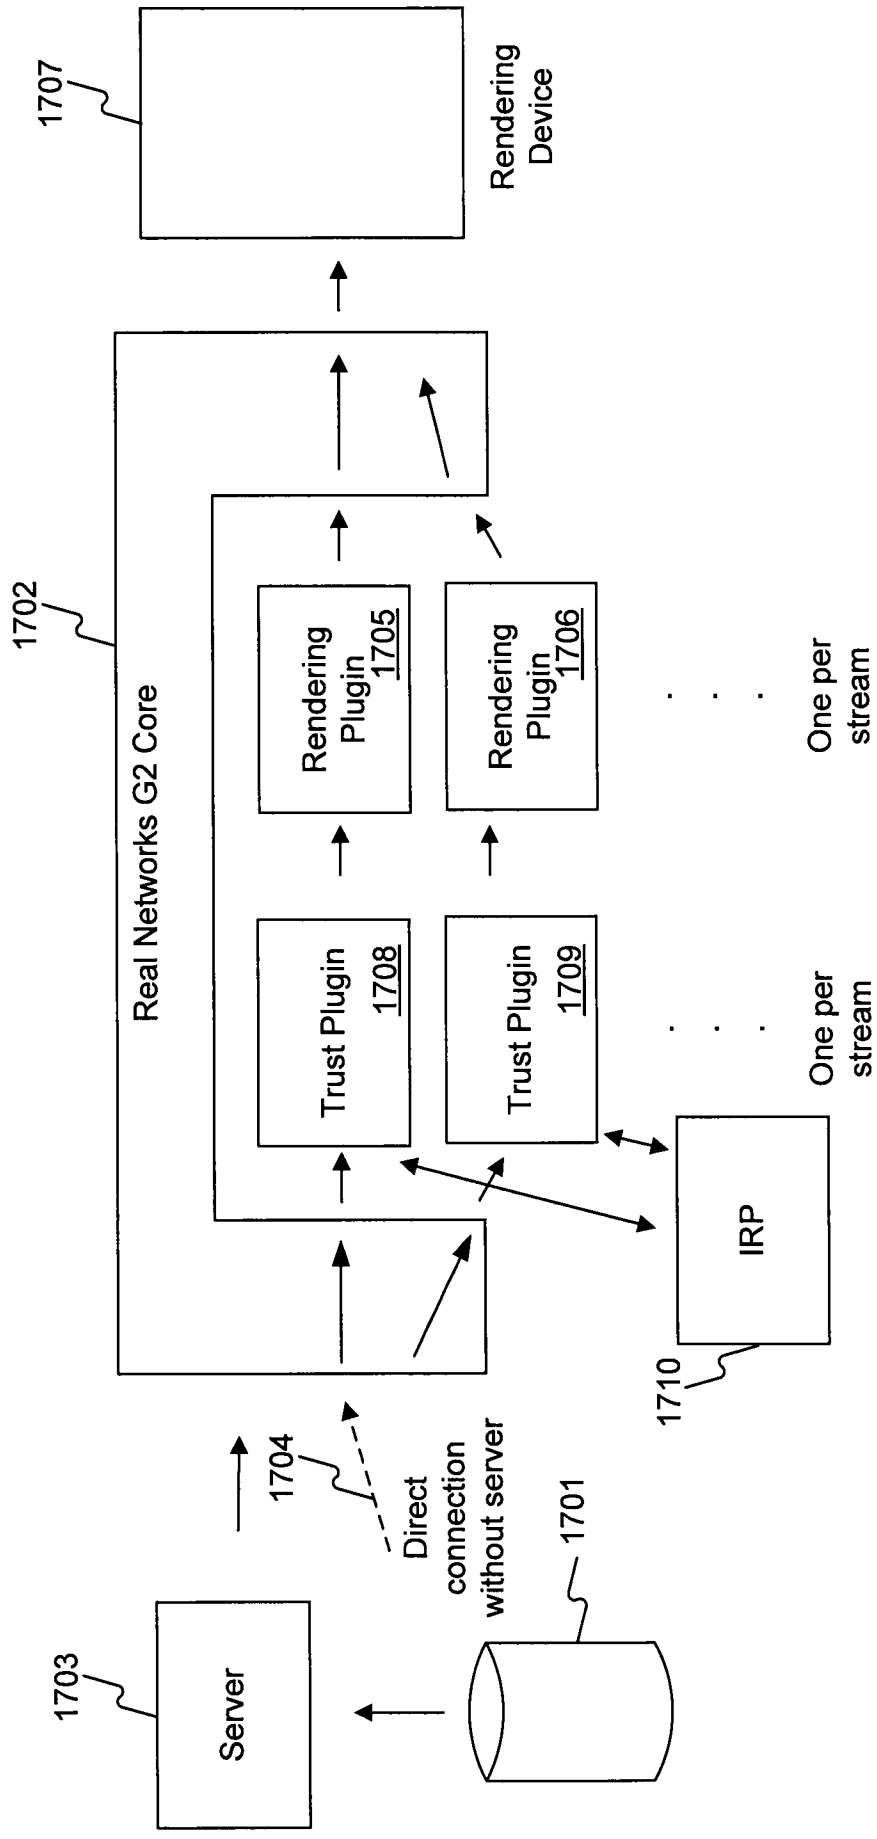 1703
Server
1704
Direct
connection
without server
1701
1702
Real Networks G2 Core
Trust Plugin
1708
Trust Plugin
1709
. . .
One per
stream
IRP
1710
Rendering
Plugin
1705
Rendering
Plugin
1706
. . .
One per
stream
1707
Rendering
Device